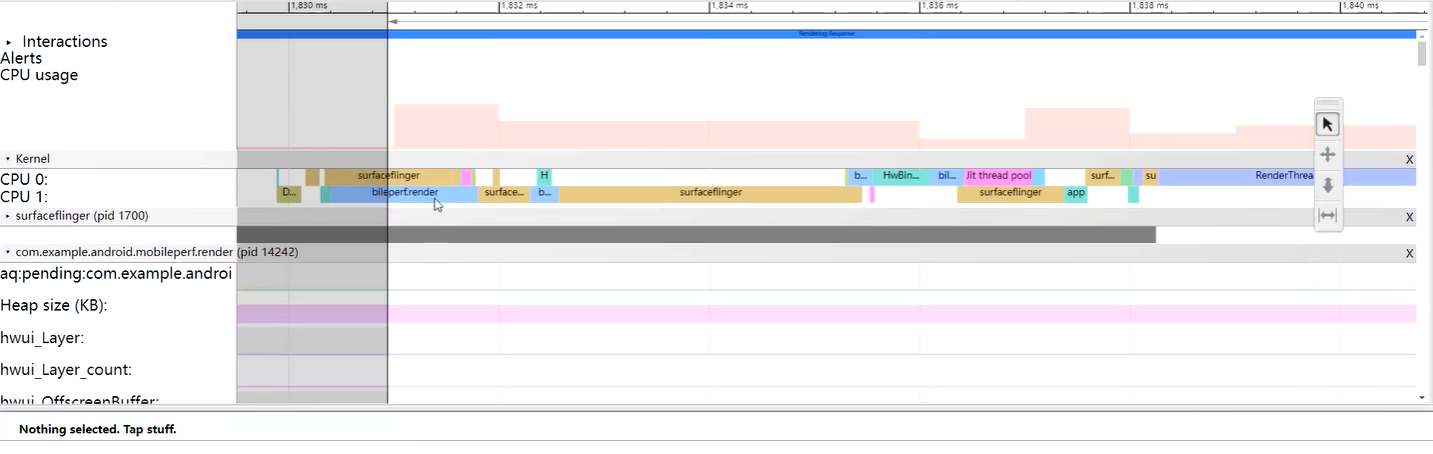 1,830 ms 1,832 ms 1,834 ms 1,836 ms 1,838 ms 1,840 ms
Rendering Response
▸ Interactions
Alerts
CPU usage
▾ Kernel X
CPU 0: surfaceflinger H b... HwBin... bil... Jit thread pool surf... su RenderThrea
CPU 1: D... bileperf.render surface... b... surfaceflinger surfaceflinger app
▸ surfaceflinger (pid 1700) X
▾ com.example.android.mobileperf.render (pid 14242) X
aq:pending:com.example.androi
Heap size (KB):
hwui_Layer:
hwui_Layer_count:
hwui_OffscreenBuffer:
Nothing selected. Tap stuff.